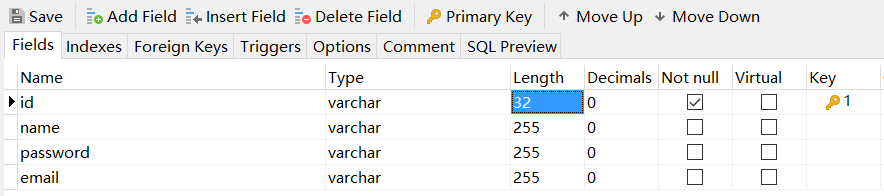 Save Add Field Insert Field Delete Field Primary Key Move Up Move Down
Fields Indexes Foreign Keys Triggers Options Comment SQL Preview
Name Type Length Decimals Not null Virtual Key
id varchar 32 0 1
name varchar 255 0
password varchar 255 0
email varchar 255 0